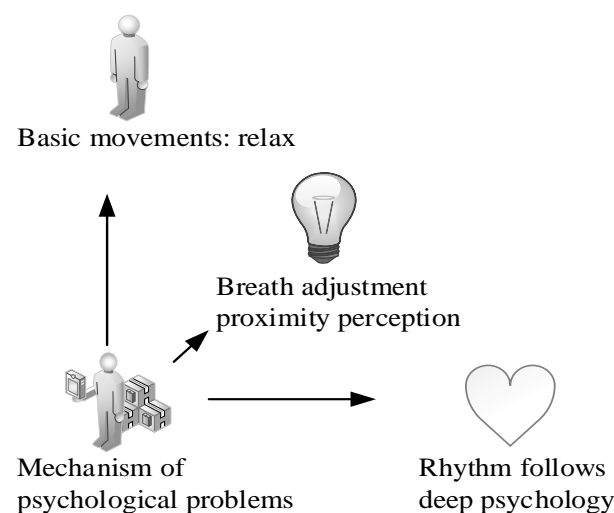 Basic movements: relax
Breath adjustment
proximity perception
Mechanism of
psychological problems
Rhythm follows
deep psychology